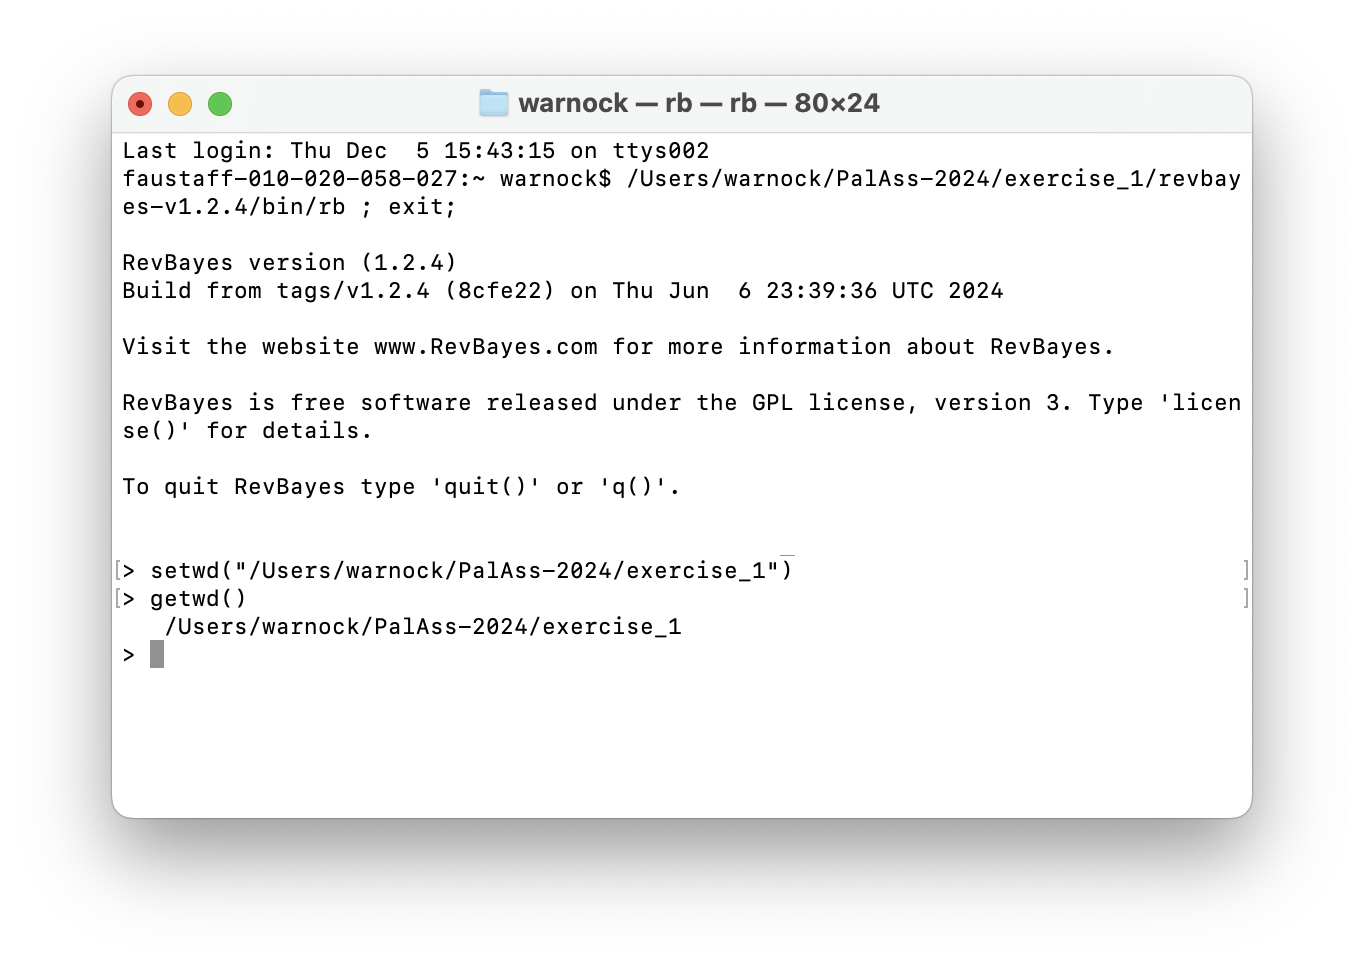 warnock — rb — rb — 80×24
Last login: Thu Dec  5 15:43:15 on ttys002
faustaff-010-020-058-027:~ warnock$ /Users/warnock/PalAss-2024/exercise_1/revbay
es-v1.2.4/bin/rb ; exit;
RevBayes version (1.2.4)
Build from tags/v1.2.4 (8cfe22) on Thu Jun  6 23:39:36 UTC 2024
Visit the website www.RevBayes.com for more information about RevBayes.
RevBayes is free software released under the GPL license, version 3. Type 'licen
se()' for details.
To quit RevBayes type 'quit()' or 'q()'.
[> setwd("/Users/warnock/PalAss-2024/exercise_1") ]
[> getwd() ]
   /Users/warnock/PalAss-2024/exercise_1
>